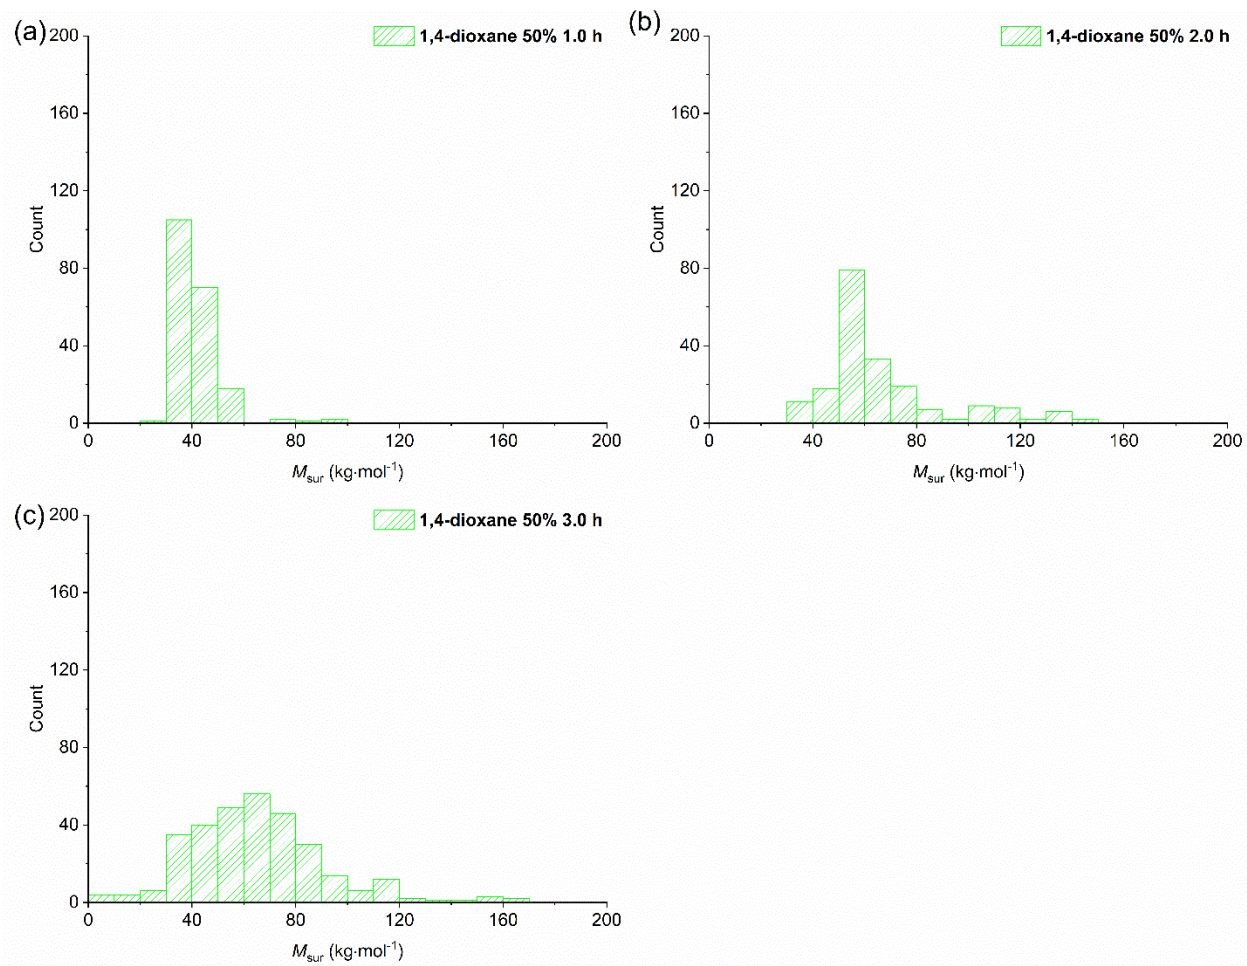 (a)
1,4-dioxane 50% 1.0 h
200
160
120
80
40
0
Count
0 40 80 120 160 200
M_sur (kg·mol⁻¹)
(b)
1,4-dioxane 50% 2.0 h
200
160
120
80
40
0
Count
0 40 80 120 160 200
M_sur (kg·mol⁻¹)
(c)
1,4-dioxane 50% 3.0 h
200
160
120
80
40
0
Count
0 40 80 120 160 200
M_sur (kg·mol⁻¹)